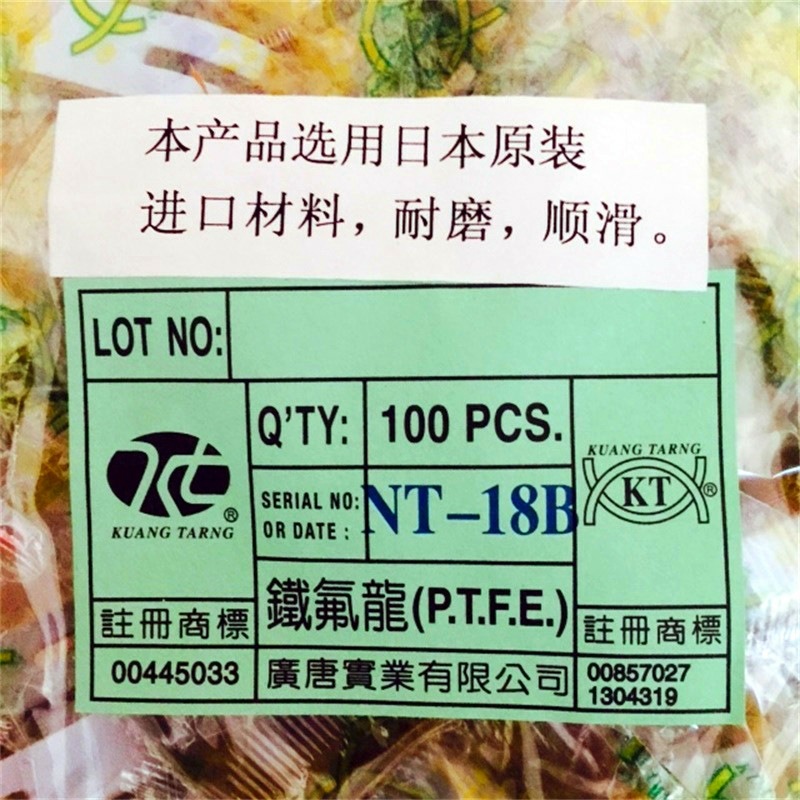 本产品选用日本原装
进口材料，耐磨，顺滑。
LOT NO:
Q'TY:
100 PCS.
KUANG TARNG
®
SERIAL NO:
OR DATE :
NT-18B
KUANG TARNG
KT
®
註冊商標
00445033
鐵氟龍(P.T.F.E.)
廣唐實業有限公司
註冊商標
00857027
1304319